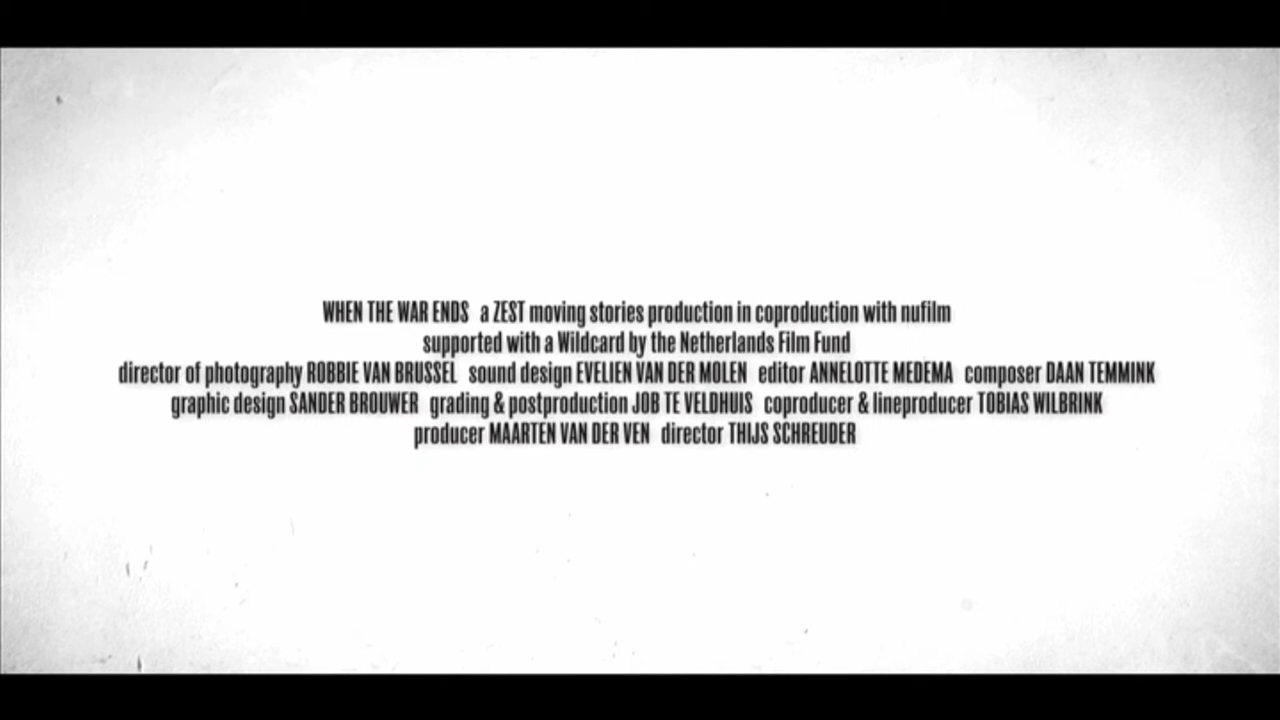 WHEN THE WAR ENDS a ZEST moving stories production in coproduction with nufilm
supported with a Wildcard by the Netherlands Film Fund
director of photography ROBBIE VAN BRUSSEL sound design EVELIEN VAN DER MOLEN editor ANNELOTTE MEDEMA composer DAAN TEMMINK
graphic design SANDER BROUWER grading & postproduction JOB TE VELDHUIS coproducer & lineproducer TOBIAS WILBRINK
producer MAARTEN VAN DER VEN director THIJS SCHREUDER